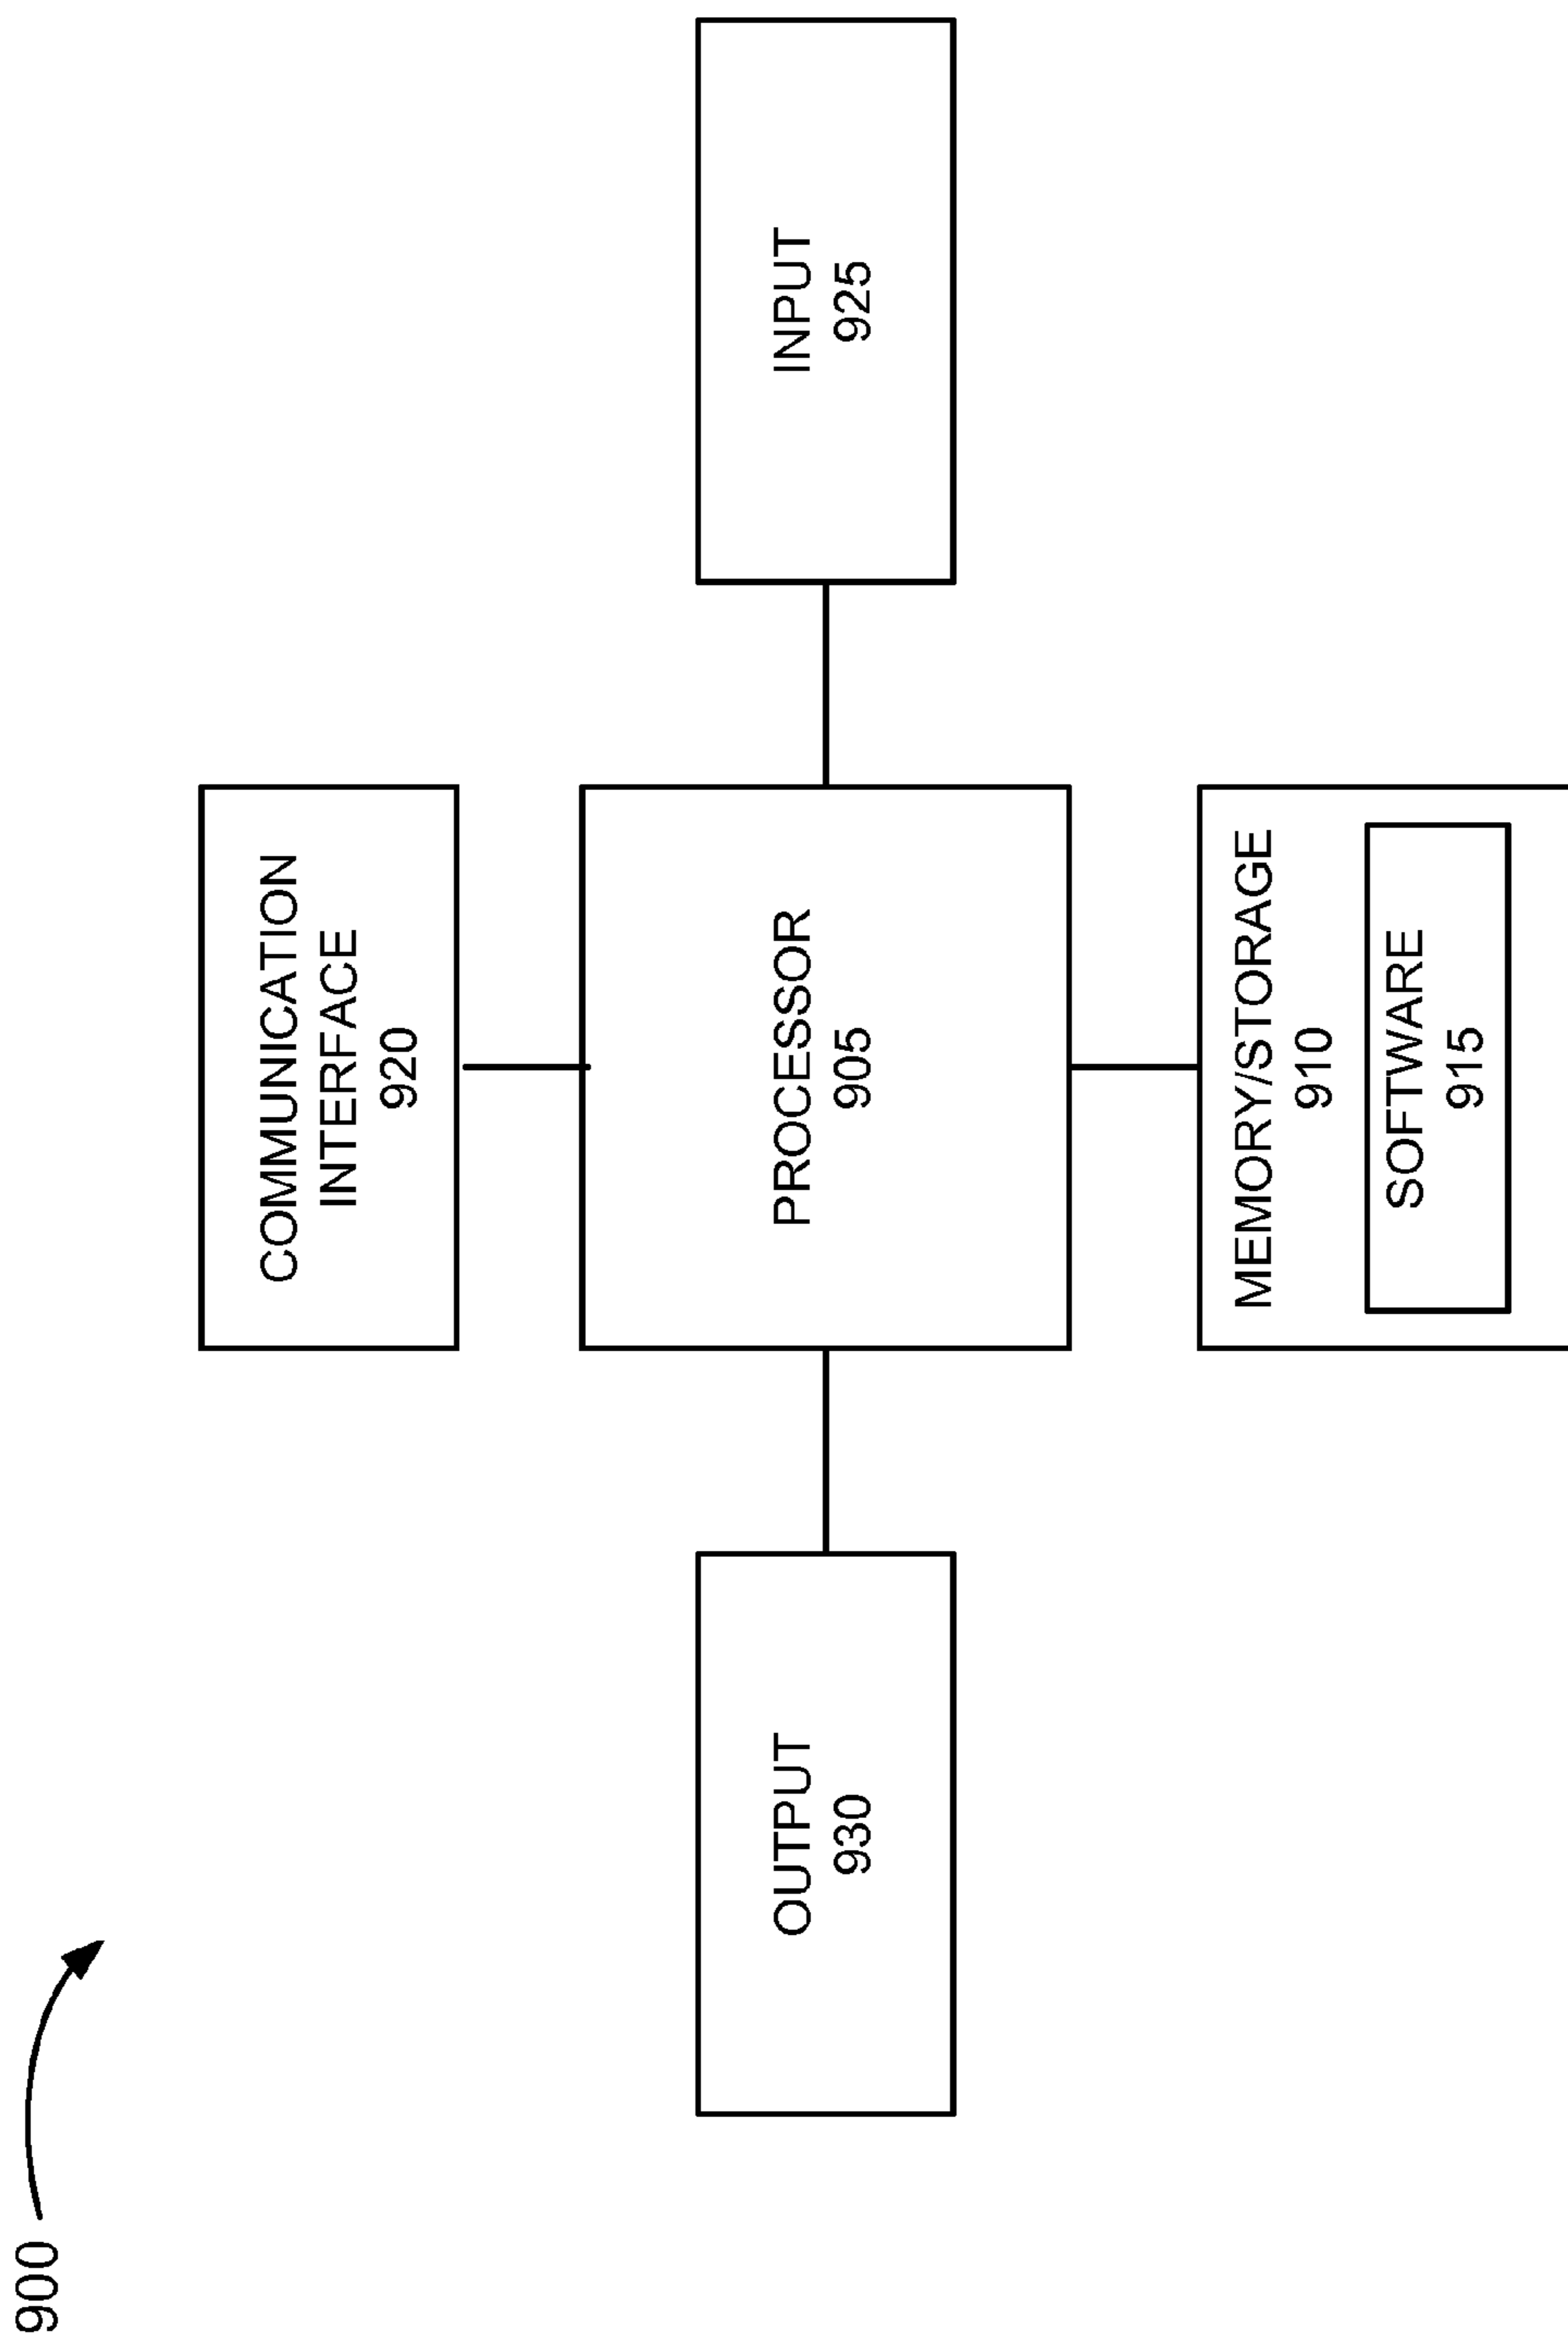 900
COMMUNICATION
INTERFACE
920
OUTPUT
930
PROCESSOR
905
INPUT
925
MEMORY/STORAGE
910
SOFTWARE
915